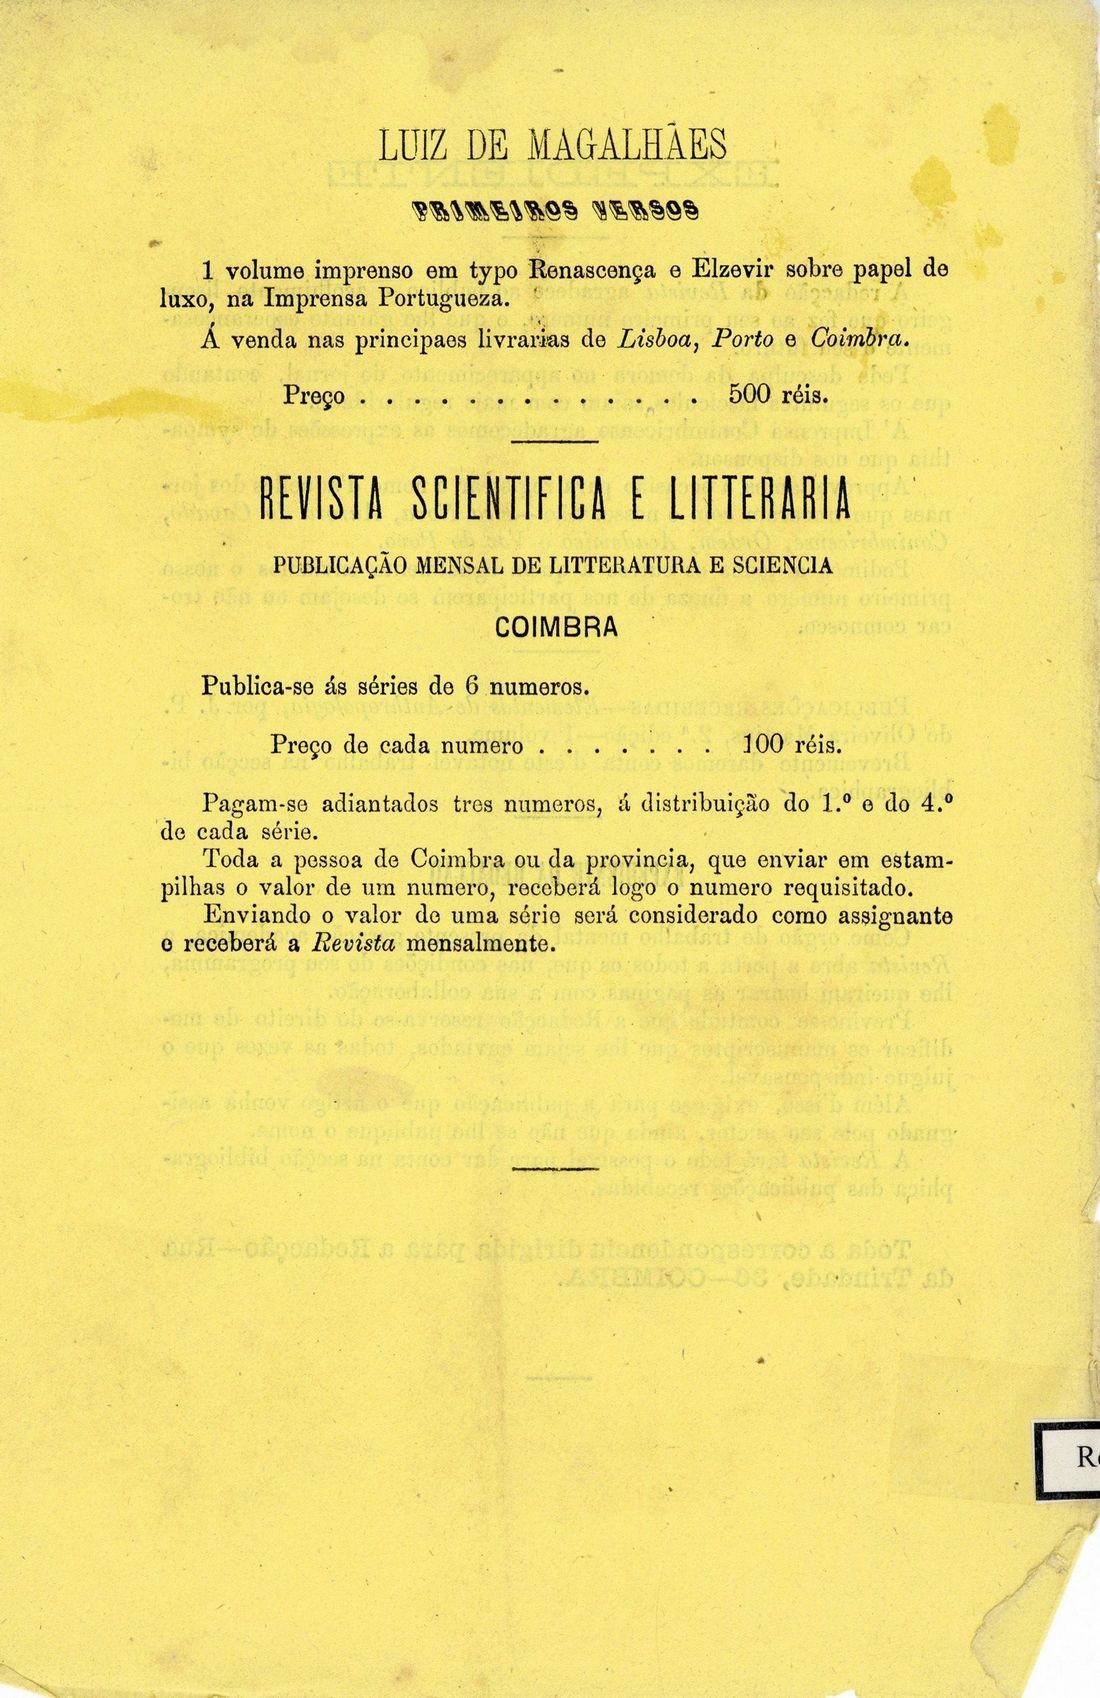 LUIZ DE MAGALHÃES
PRIMEIROS VERSOS
1 volume imprenso em typo Renascença e Elzevir sobre papel de
luxo, na Imprensa Portugueza.
Á venda nas principaes livrarias de Lisboa, Porto e Coimbra.
Preço . . . . . . . . . . . . . 500 réis.
REVISTA SCIENTIFICA E LITTERARIA
PUBLICAÇÃO MENSAL DE LITTERATURA E SCIENCIA
COIMBRA
Publica-se ás séries de 6 numeros.
Preço de cada numero . . . . . . . 100 réis.
Pagam-se adiantados tres numeros, á distribuição do 1.º e do 4.º
de cada série.
Toda a pessoa de Coimbra ou da provincia, que enviar em estam-
pilhas o valor de um numero, receberá logo o numero requisitado.
Enviando o valor de uma série será considerado como assignante
e receberá a Revista mensalmente.